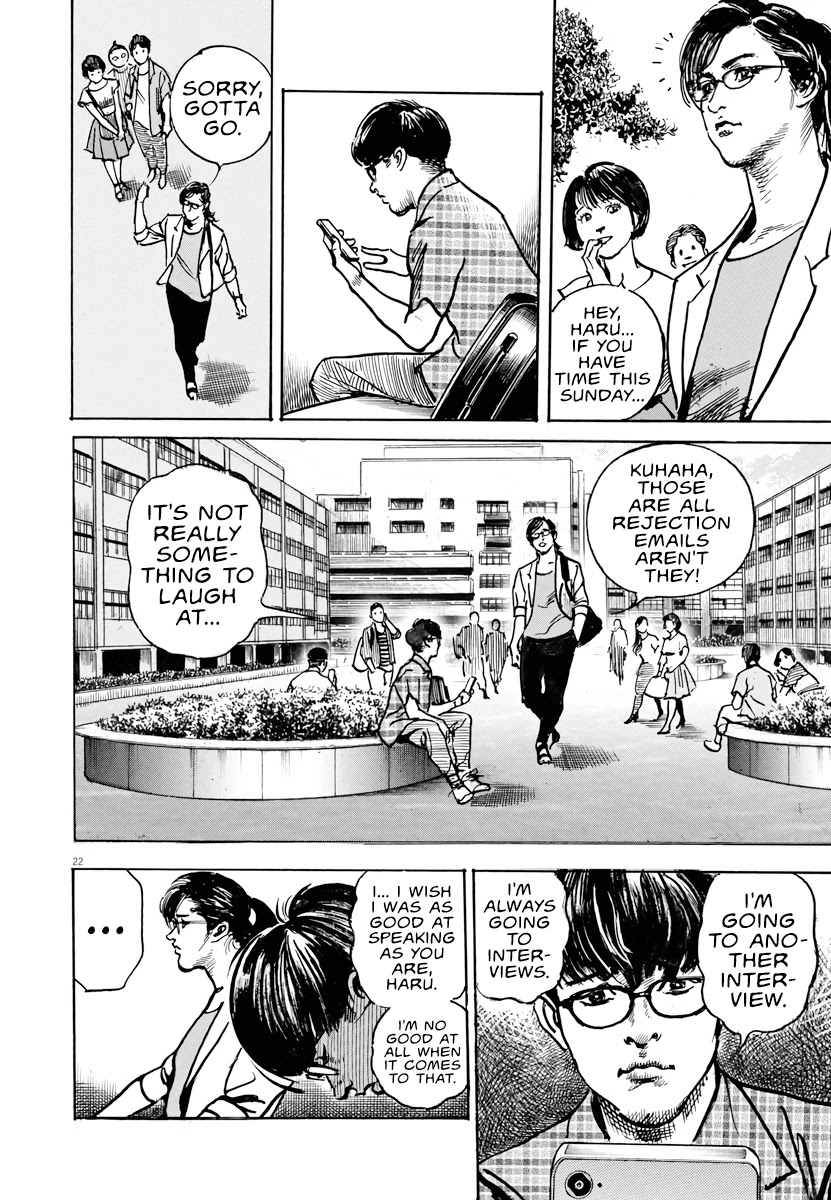 HEY,
HARU...
IF YOU
HAVE
TIME THIS
SUNDAY...
SORRY,
GOTTA
GO.
KUHAHA,
THOSE
ARE ALL
REJECTION
EMAILS
AREN'T
THEY!
IT'S NOT
REALLY
SOME-
THING TO
LAUGH
AT...
22
I'M
GOING
TO ANO-
THER
INTER-
VIEW.
I'M
ALWAYS
GOING
TO
INTER-
VIEWS.
I... I WISH
I WAS AS
GOOD AT
SPEAKING
AS YOU
ARE,
HARU.
I'M NO
GOOD AT
ALL WHEN
IT COMES
TO THAT.
...